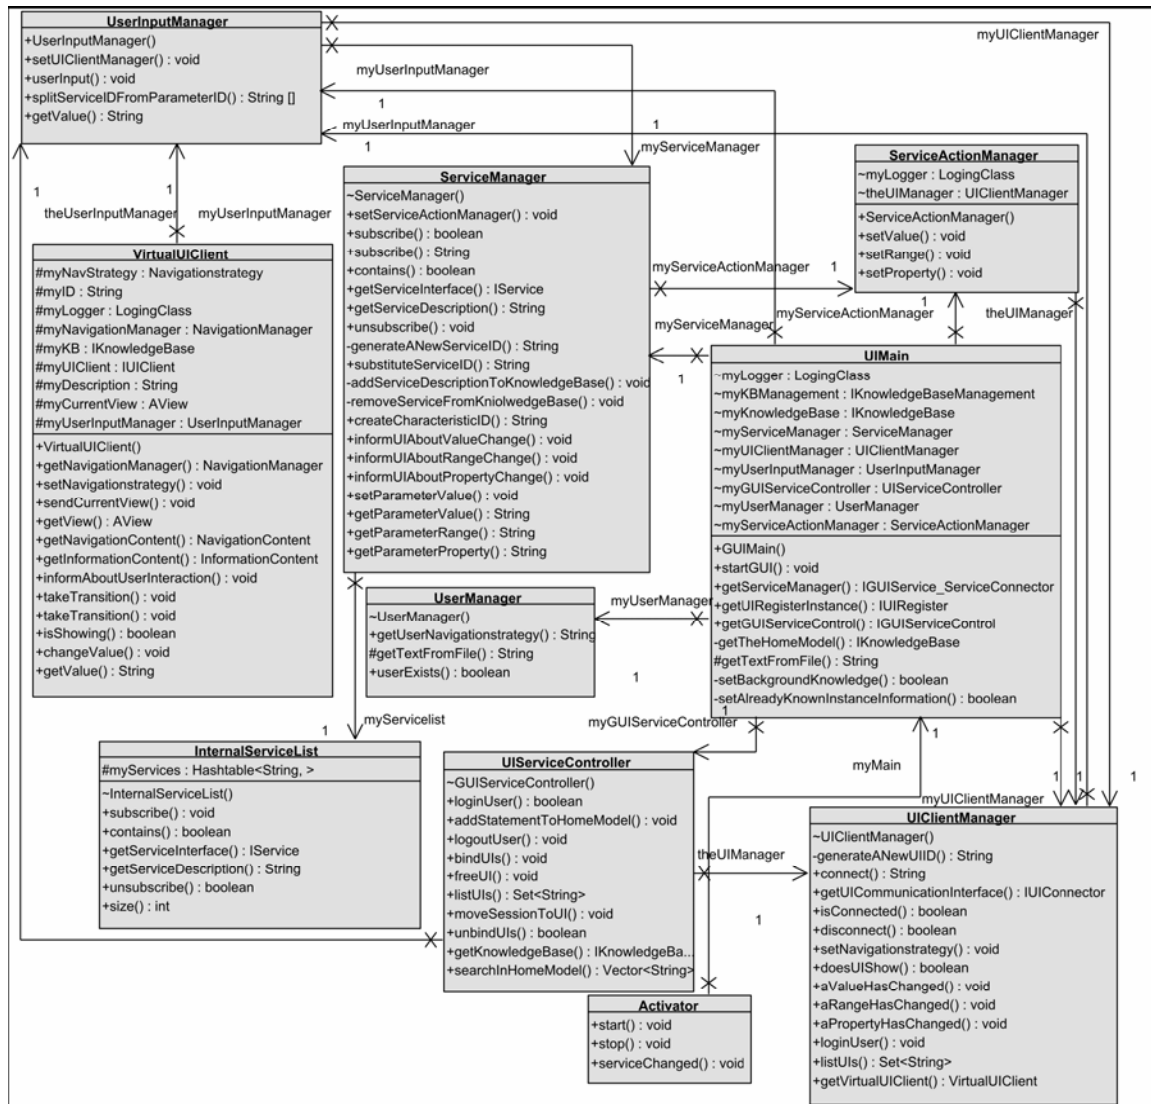 UserInputManager
+UserInputManager()
+setUIClientManager() : void
+userInput() : void
+splitServiceIDFromParameterID() : String []
+getValue() : String
myUIClientManager
myUserInputManager
1
myUserInputManager
1
1
myServiceManager
1
1
theUserInputManager
myUserInputManager
ServiceManager
~ServiceManager()
+setServiceActionManager() : void
+subscribe() : boolean
+subscribe() : String
+contains() : boolean
+getServiceInterface() : IService
+getServiceDescription() : String
+unsubscribe() : void
-generateANewServiceID() : String
+substituteServiceID() : String
-addServiceDescriptionToKnowledgeBase() : void
-removeServiceFromKniolwedgeBase() : void
+createCharacteristicID() : String
+informUIAboutValueChange() : void
+informUIAboutRangeChange() : void
+informUIAboutPropertyChange() : void
+setParameterValue() : void
+getParameterValue() : String
+getParameterRange() : String
+getParameterProperty() : String
ServiceActionManager
~myLogger : LogingClass
~theUIManager : UIClientManager
+ServiceActionManager()
+setValue() : void
+setRange() : void
+setProperty() : void
myServiceActionManager
1
1
myServiceActionManager
theUIManager
myServiceManager
1
VirtualUIClient
#myNavStrategy : Navigationstrategy
#myID : String
#myLogger : LogingClass
#myNavigationManager : NavigationManager
#myKB : IKnowledgeBase
#myUIClient : IUIClient
#myDescription : String
#myCurrentView : AView
#myUserInputManager : UserInputManager
+VirtualUIClient()
+getNavigationManager() : NavigationManager
+setNavigationstrategy() : void
+sendCurrentView() : void
+getView() : AView
+getNavigationContent() : NavigationContent
+getInformationContent() : InformationContent
+informAboutUserInteraction() : void
+takeTransition() : void
+takeTransition() : void
+isShowing() : boolean
+changeValue() : void
+getValue() : String
UIMain
~myLogger : LogingClass
~myKBManagement : IKnowledgeBaseManagement
~myKnowledgeBase : IKnowledgeBase
~myServiceManager : ServiceManager
~myUIClientManager : UIClientManager
~myUserInputManager : UserInputManager
~myGUIServiceController : UIServiceController
~myUserManager : UserManager
~myServiceActionManager : ServiceActionManager
+GUIMain()
+startGUI() : void
+getServiceManager() : IGUIService_ServiceConnector
+getUIRegisterInstance() : IUIRegister
+getGUIServiceControl() : IGUIServiceControl
-getTheHomeModel() : IKnowledgeBase
#getTextFromFile() : String
-setBackgroundKnowledge() : boolean
-setAlreadyKnownInstanceInformation() : boolean
UserManager
~UserManager()
+getUserNavigationstrategy() : String
#getTextFromFile() : String
+userExists() : boolean
myUserManager
1
1
myServicelist
1
myGUIServiceController
1
myMain
InternalServiceList
#myServices : Hashtable<String, >
~InternalServiceList()
+subscribe() : void
+contains() : boolean
+getServiceInterface() : IService
+getServiceDescription() : String
+unsubscribe() : boolean
+size() : int
UIServiceController
~GUIServiceController()
+loginUser() : boolean
+addStatementToHomeModel() : void
+logoutUser() : void
+bindUIs() : void
+freeUI() : void
+listUIs() : Set<String>
+moveSessionToUI() : void
+unbindUIs() : boolean
+getKnowledgeBase() : IKnowledgeBa...
+searchInHomeModel() : Vector<String>
1
1
1
myUIClientManager
theUIManager
1
UIClientManager
~UIClientManager()
-generateANewUIID() : String
+connect() : String
+getUICommunicationInterface() : IUIConnector
+isConnected() : boolean
+disconnect() : boolean
+setNavigationstrategy() : void
+doesUIShow() : boolean
+aValueHasChanged() : void
+aRangeHasChanged() : void
+aPropertyHasChanged() : void
+loginUser() : void
+listUIs() : Set<String>
+getVirtualUIClient() : VirtualUIClient
Activator
+start() : void
+stop() : void
+serviceChanged() : void